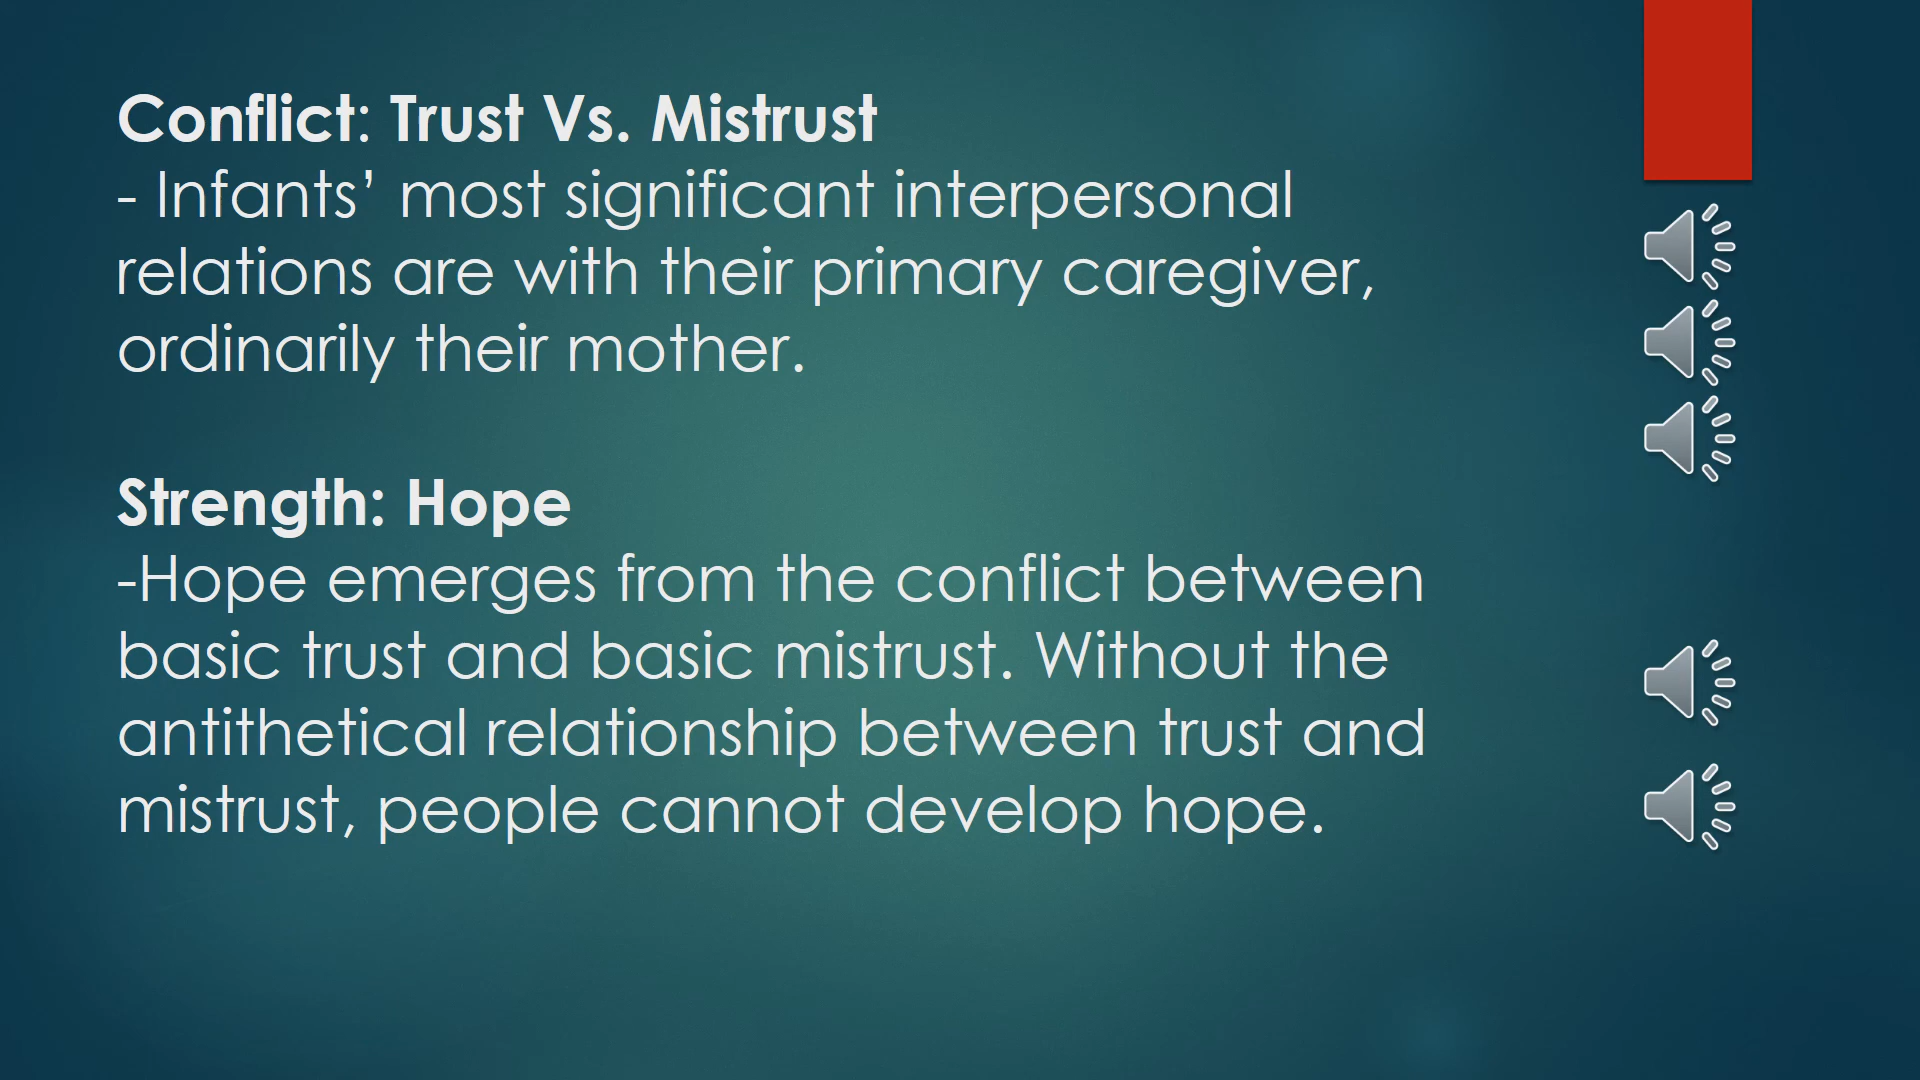 Conflict: Trust Vs. Mistrust
- Infants’ most significant interpersonal
relations are with their primary caregiver,
ordinarily their mother.
Strength: Hope
-Hope emerges from the conflict between
basic trust and basic mistrust. Without the
antithetical relationship between trust and
mistrust, people cannot develop hope.